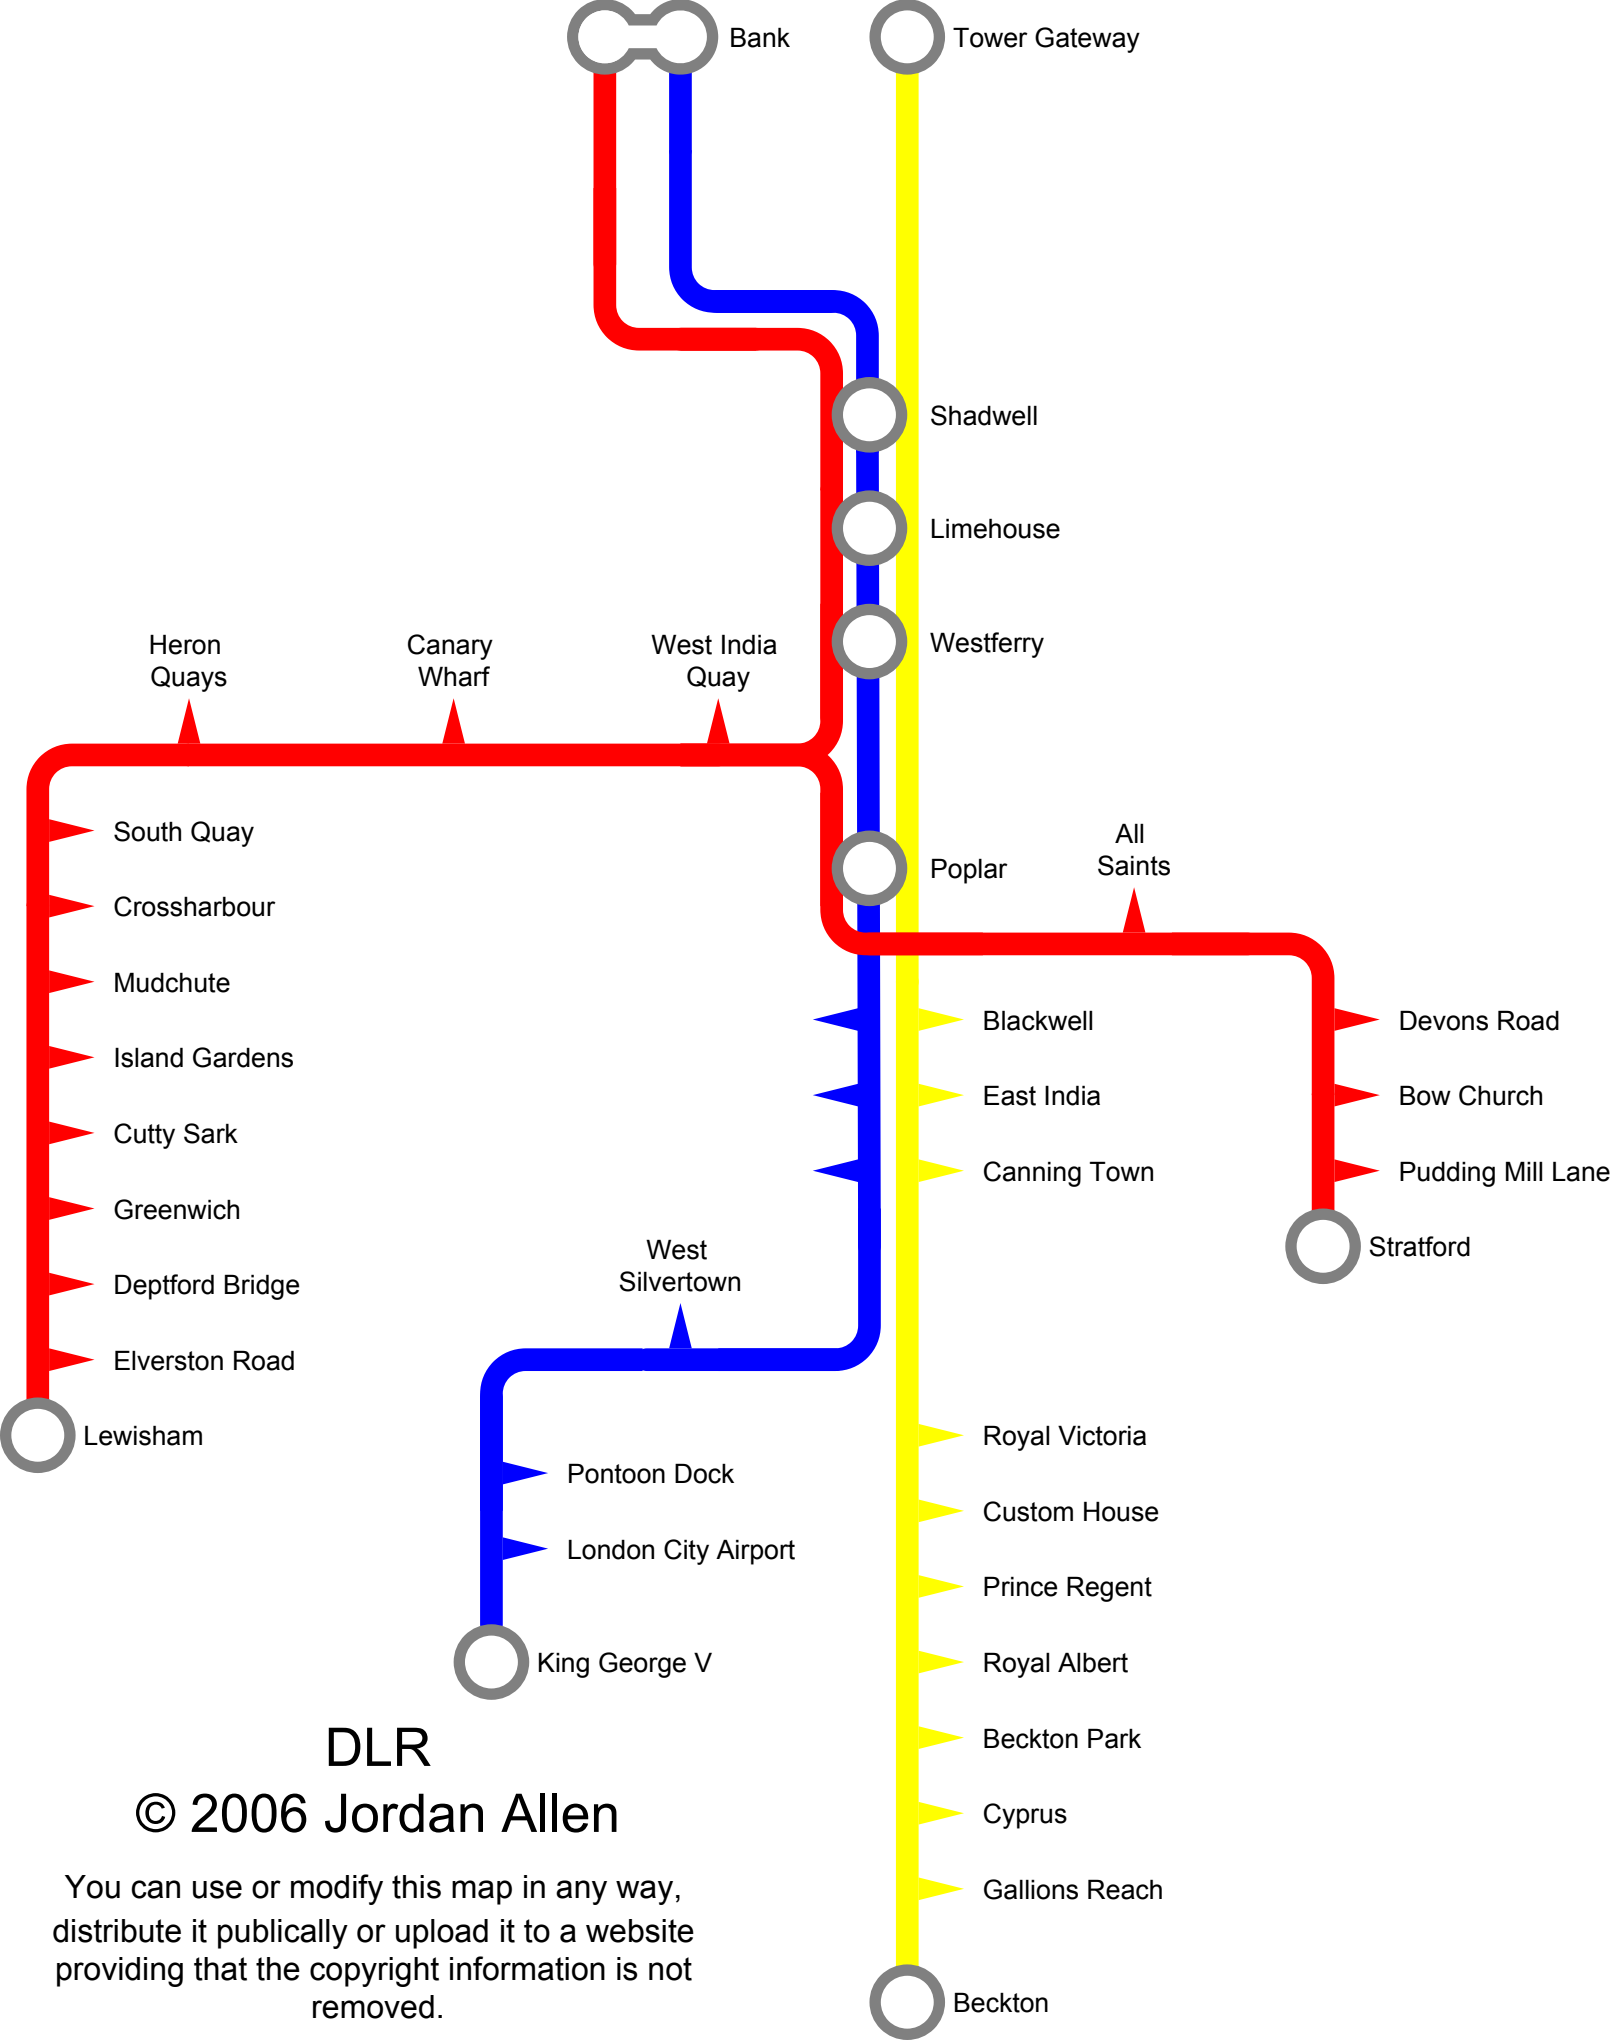 Bank
Tower Gateway
Shadwell
Limehouse
Westferry
Heron
Quays
Canary
Wharf
West India
Quay
South Quay
Crossharbour
Mudchute
Island Gardens
Cutty Sark
Greenwich
Deptford Bridge
Elverston Road
Lewisham
Poplar
All
Saints
Blackwell
East India
Canning Town
Devons Road
Bow Church
Pudding Mill Lane
Stratford
West
Silvertown
Pontoon Dock
London City Airport
King George V
Royal Victoria
Custom House
Prince Regent
Royal Albert
Beckton Park
Cyprus
Gallions Reach
Beckton
DLR
© 2006 Jordan Allen
You can use or modify this map in any way,
distribute it publically or upload it to a website
providing that the copyright information is not
removed.